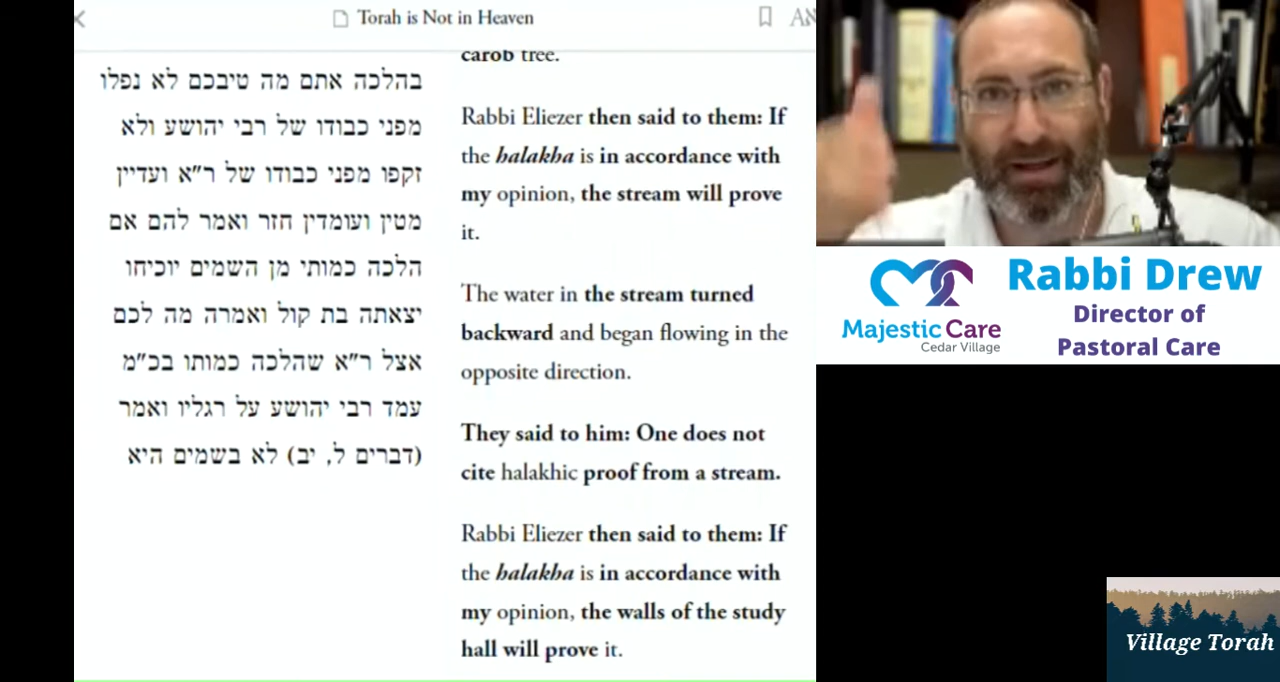 Torah is Not in Heaven
אA
בהלכה אתם מה טיבכם לא נפלו
מפני כבודו של רבי יהושע ולא
זקפו מפני כבודו של ר"א ועדיין
מטין ועומדין חזר ואמר להם אם
הלכה כמותי מן השמים יוכיחו
יצאתה בת קול ואמרה מה לכם
אצל ר"א שהלכה כמותו בכ"מ
עמד רבי יהושע על רגליו ואמר
(דברים ל, יב) לא בשמים היא
carob tree.
Rabbi Eliezer then said to them: If
the halakha is in accordance with
my opinion, the stream will prove
it.
The water in the stream turned
backward and began flowing in the
opposite direction.
They said to him: One does not
cite halakhic proof from a stream.
Rabbi Eliezer then said to them: If
the halakha is in accordance with
my opinion, the walls of the study
hall will prove it.
Majestic Care
Cedar Village
Rabbi Drew
Director of
Pastoral Care
Village Torah